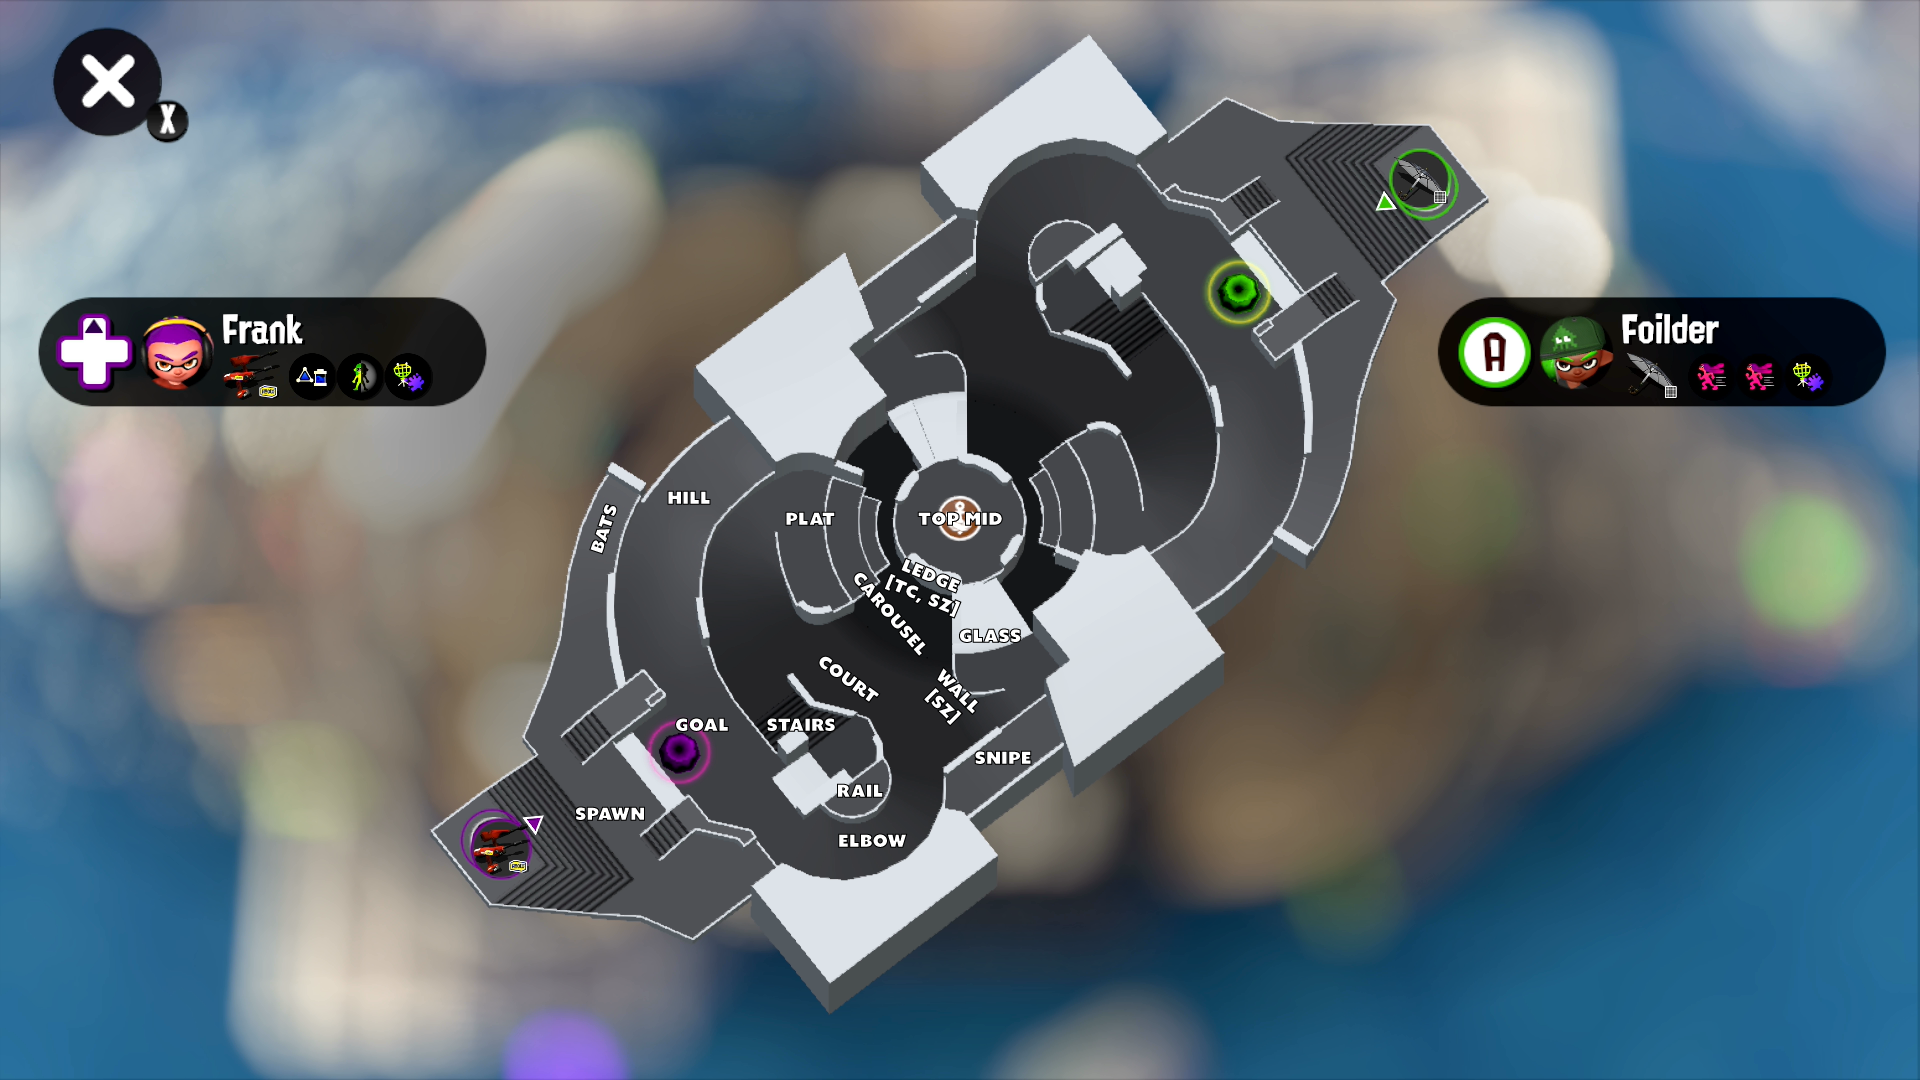 X
Frank
Foilder
A
HILL
BATS
PLAT
TOP MID
LEDGE
[TC, SZ]
CAROUSEL
GLASS
COURT
WALL
[SZ]
GOAL
STAIRS
SNIPE
RAIL
SPAWN
ELBOW